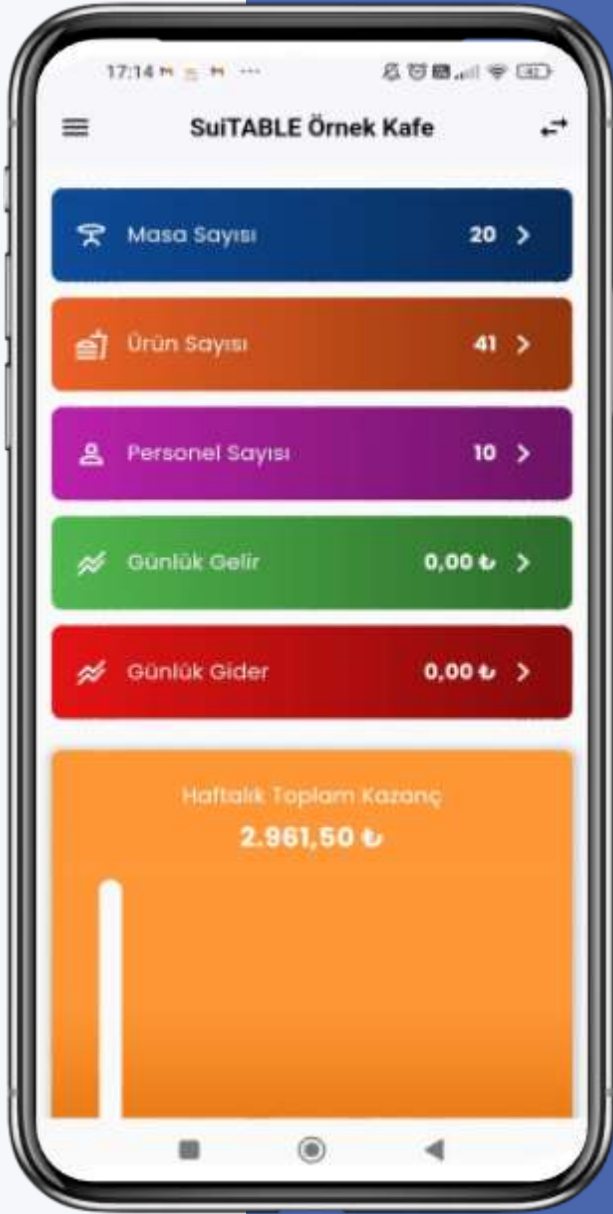 17:14
SuiTABLE Örnek Kafe
Masa Sayısı 20
Ürün Sayısı 41
Personel Sayısı 10
Günlük Gelir 0,00 ₺
Günlük Gider 0,00 ₺
Haftalık Toplam Kazanç
2.961,50 ₺